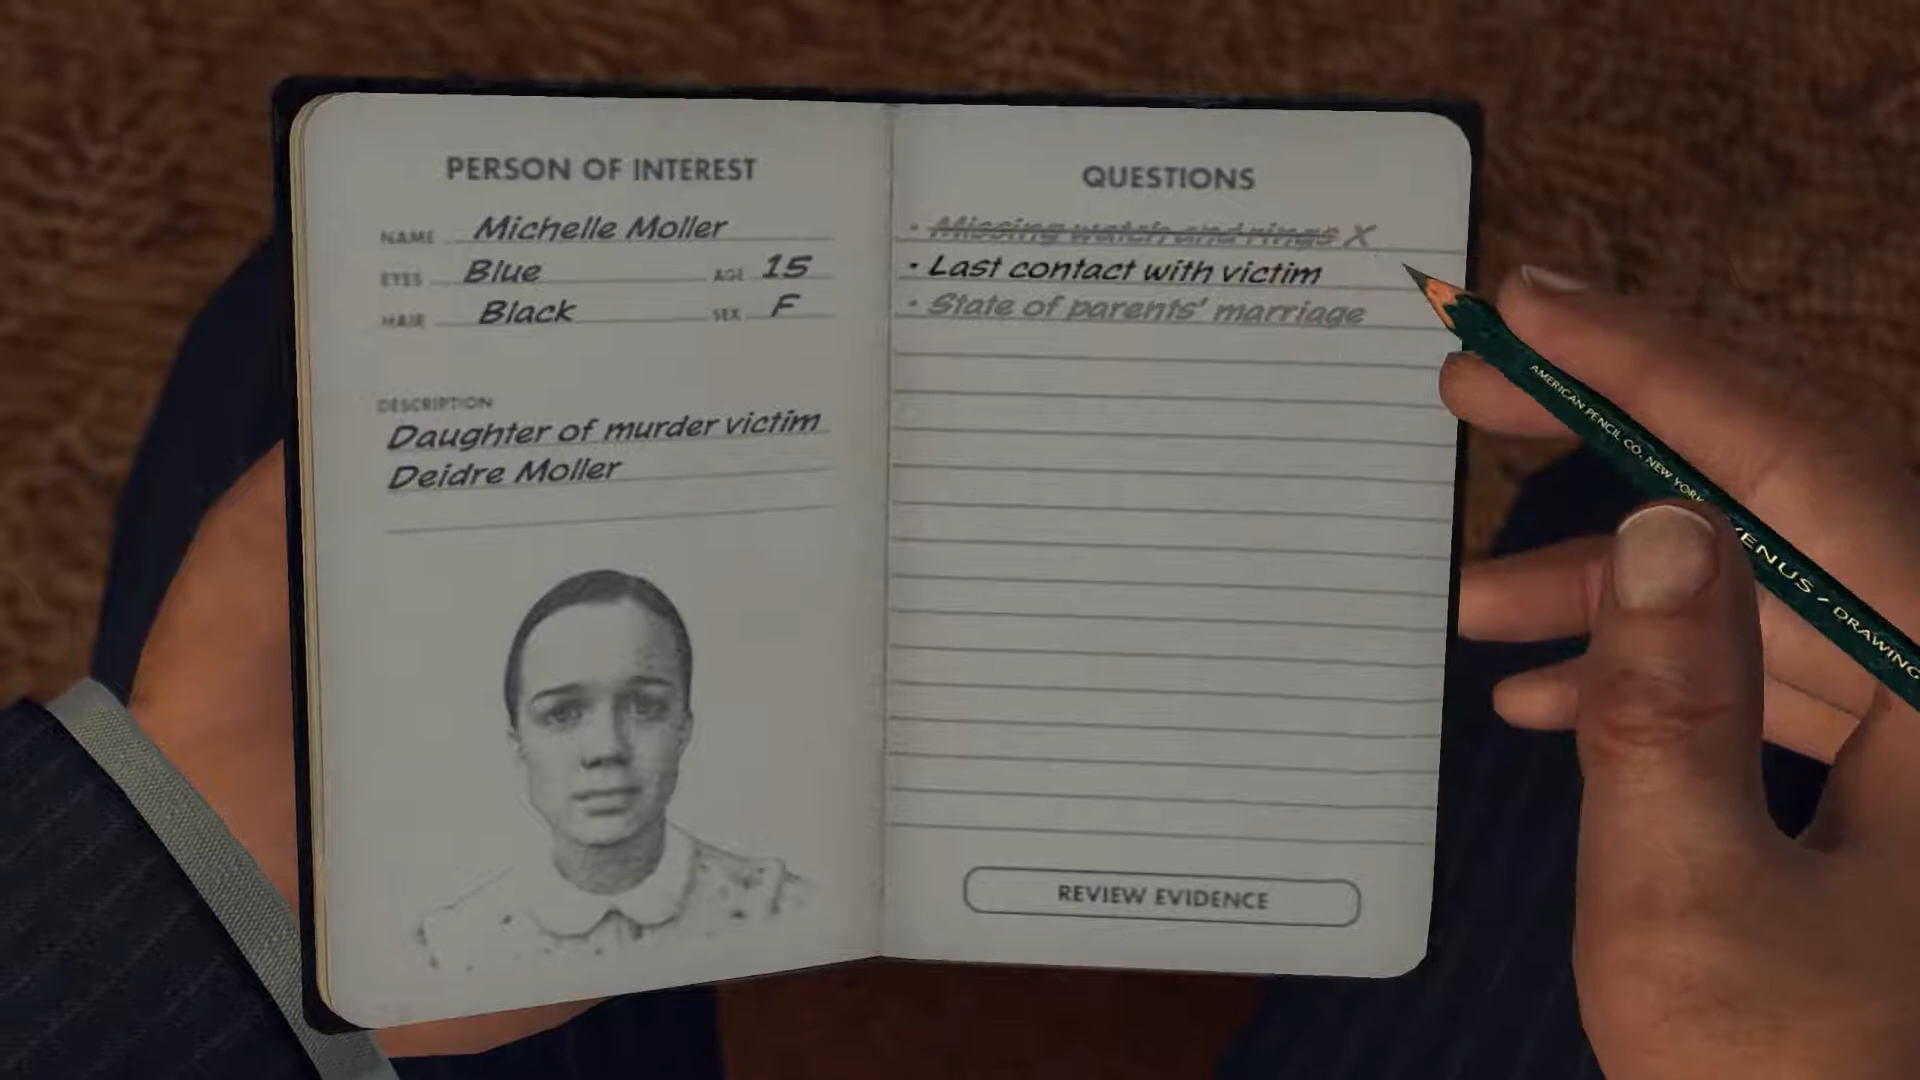 PERSON OF INTEREST
NAME Michelle Moller
EYES Blue AGE 15
HAIR Black SEX F
DESCRIPTION
Daughter of murder victim
Deidre Moller
QUESTIONS
• Missing watch and rings X
• Last contact with victim
• State of parents' marriage
REVIEW EVIDENCE
AMERICAN PENCIL CO. NEW YORK
VENUS / DRAWING